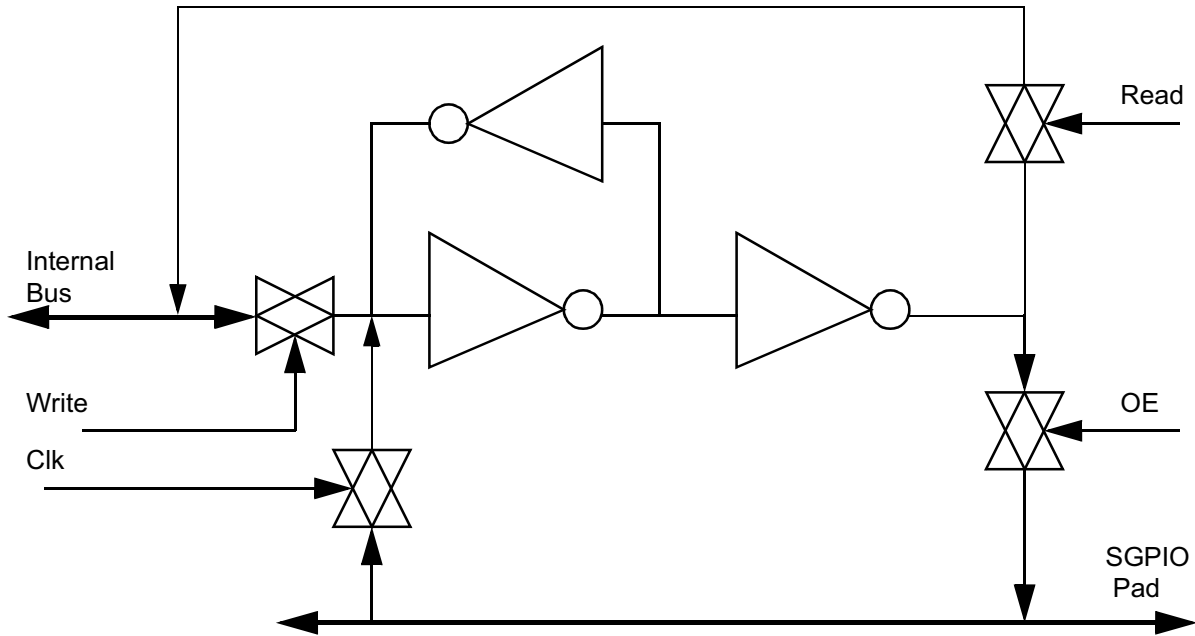 Read
Internal
Bus
Write
OE
Clk
SGPIO
Pad